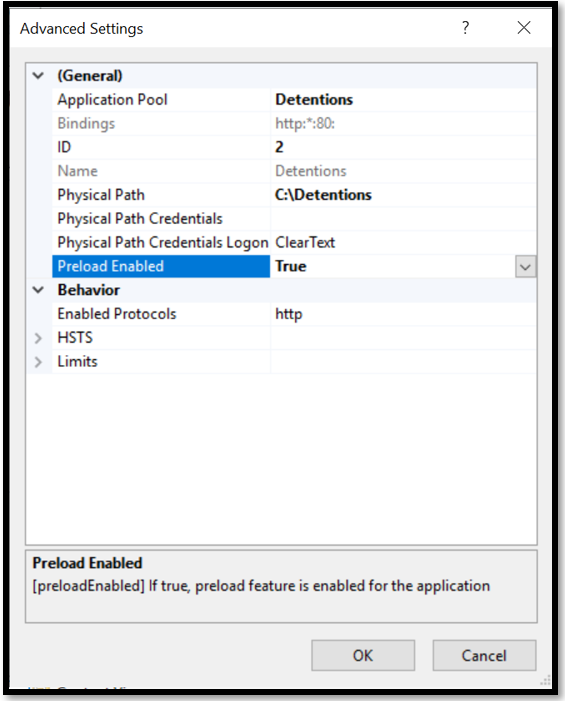 Advanced Settings ?
(General)
Application Pool Detentions
Bindings http:*:80:
ID 2
Name Detentions
Physical Path C:\Detentions
Physical Path Credentials
Physical Path Credentials Logon ClearText
Preload Enabled True
Behavior
Enabled Protocols http
HSTS
Limits
Preload Enabled
[preloadEnabled] If true, preload feature is enabled for the application
OK Cancel